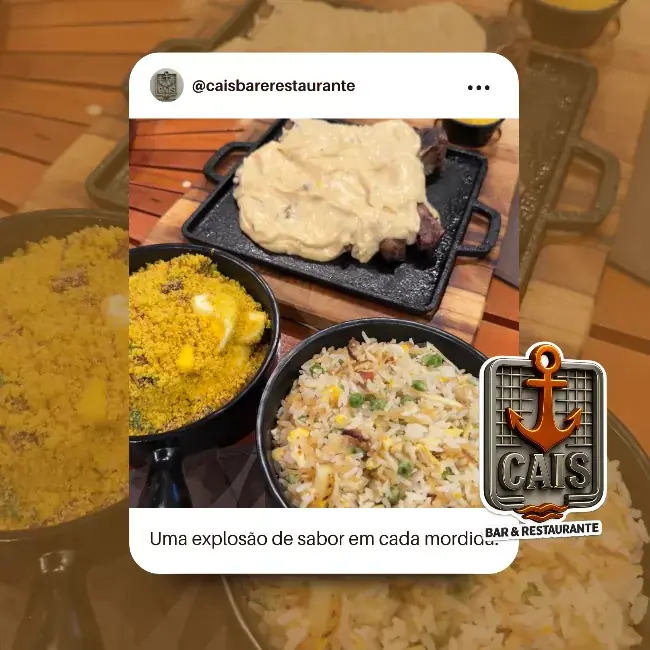 @caisbarerestaurante
Uma explosão de sabor em cada mordida.
CAIS
BAR & RESTAURANTE